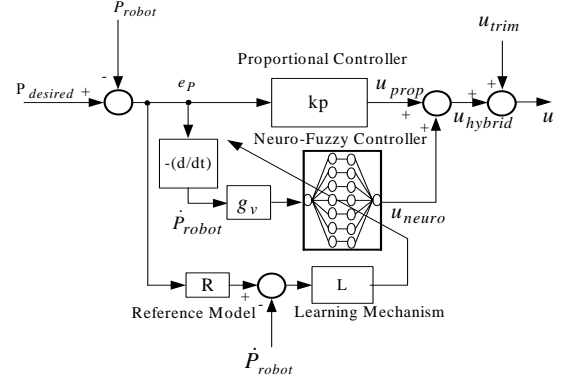 P robot
u trim
-
Proportional Controller
P desired +
e P
kp
u prop
+
+
+
+
u hybrid
u
Neuro-Fuzzy Controller
-(d/dt)
g v
Ṗ robot
u neuro
R
+
-
L
Reference Model
Learning Mechanism
Ṗ robot